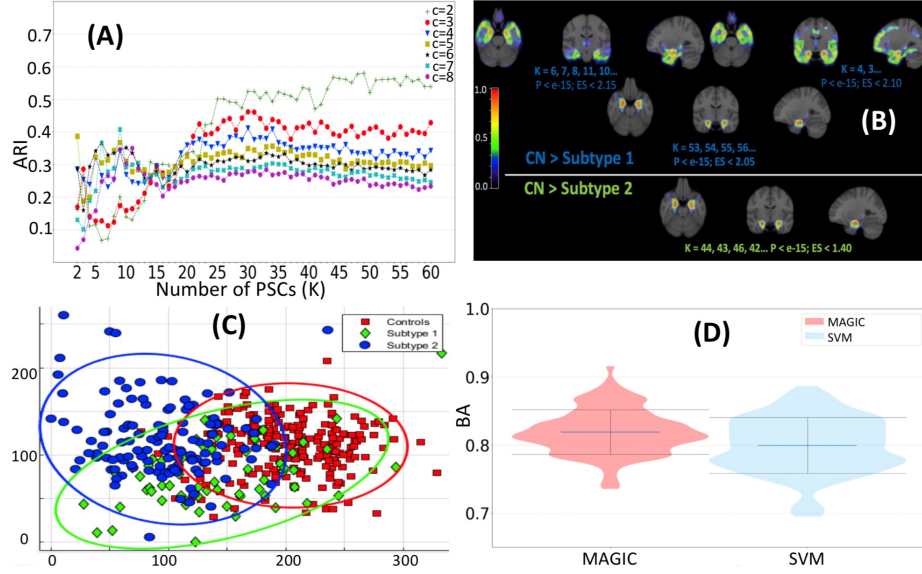 (A)
c=2
c=3
c=4
c=5
c=6
c=7
c=8
0.7
0.6
0.5
0.4
0.3
0.2
0.1
ARI
2 5 10 15 20 25 30 35 40 45 50 55 60
Number of PSCs (K)
K = 6, 7, 8, 11, 10...
P < e-15; ES < 2.15
K = 4, 3...
P < e-15; ES < 2.10
1.0
0.5
0.0
(B)
K = 53, 54, 55, 56...
P < e-15; ES < 2.05
CN > Subtype 1
CN > Subtype 2
K = 44, 43, 46, 42... P < e-15; ES < 1.40
(C)
Controls
Subtype 1
Subtype 2
200
100
0
0 100 200 300
(D)
MAGIC
SVM
1.0
0.9
0.8
0.7
BA
MAGIC SVM